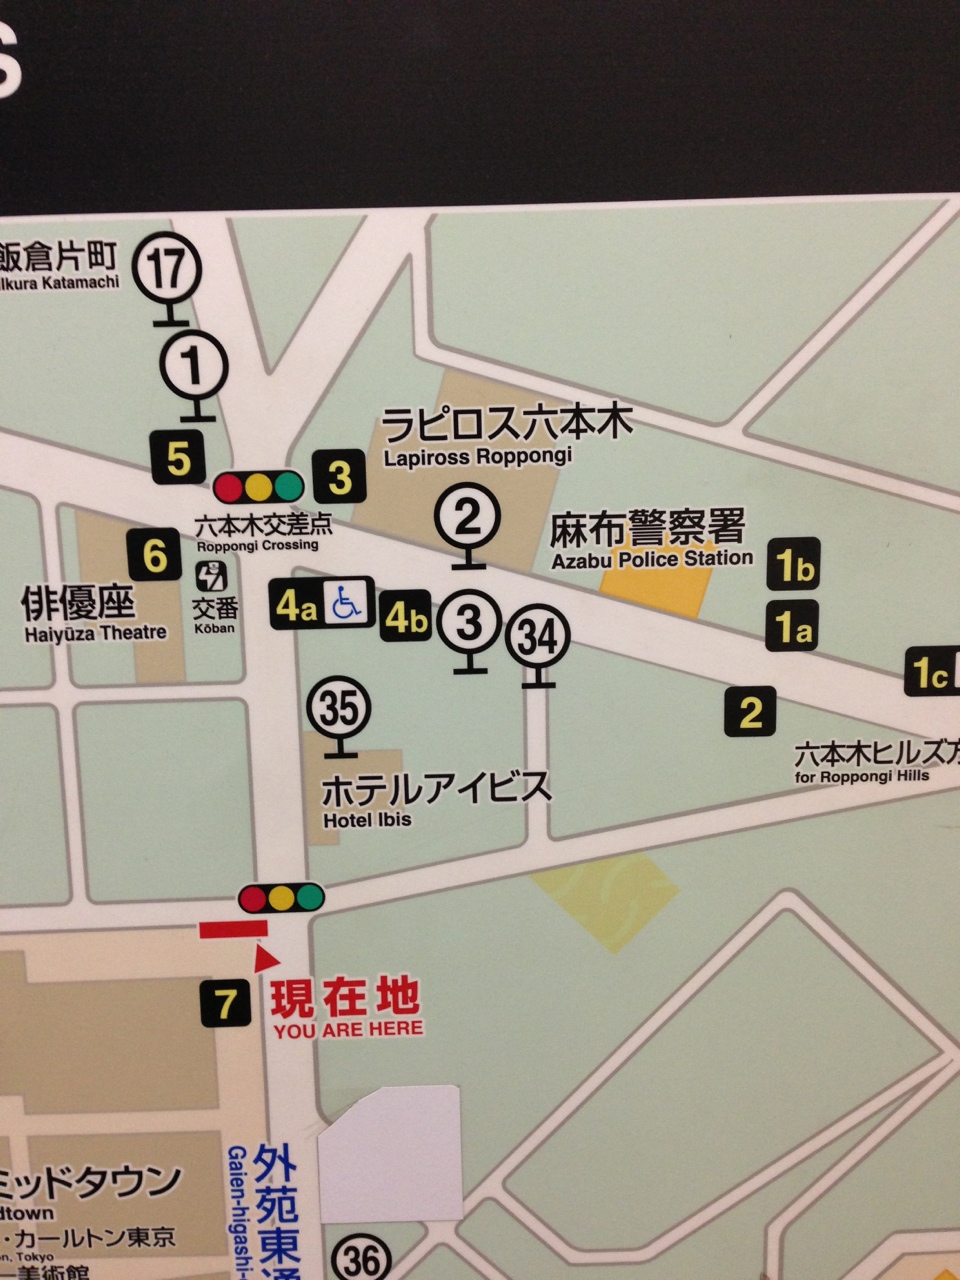 s
飯倉片町
Iikura Katamachi
17
1
5
3
ラピロス六本木
Lapiross Roppongi
2
六本木交差点
Roppongi Crossing
麻布警察署
Azabu Police Station
1b
1a
1c
6
交番
Kōban
俳優座
Haiyūza Theatre
4a
4b
3
34
2
35
六本木ヒルズ方
for Roppongi Hills
ホテルアイビス
Hotel Ibis
7
現在地
YOU ARE HERE
外苑東通
Gaien-higashi-
ミッドタウン
dtown
・カールトン東京
n, Tokyo
ー美術館
36